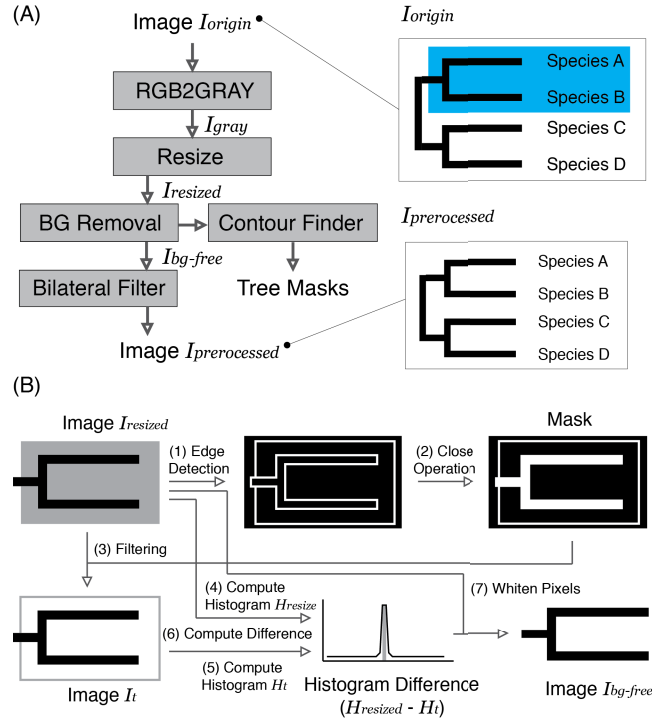 (A)
Image Iorigin
Iorigin
RGB2GRAY
Igray
Resize
Iresized
BG Removal
Contour Finder
Ibg-free
Bilateral Filter
Tree Masks
Image Iprerocessed
Species A
Species B
Species C
Species D
Iprerocessed
Species A
Species B
Species C
Species D
(B)
Image Iresized
(1) Edge
Detection
(2) Close
Operation
Mask
(3) Filtering
(4) Compute
Histogram Hresize
(7) Whiten Pixels
(6) Compute Difference
(5) Compute
Histogram Ht
Image It
Histogram Difference
(Hresized - Ht)
Image Ibg-free